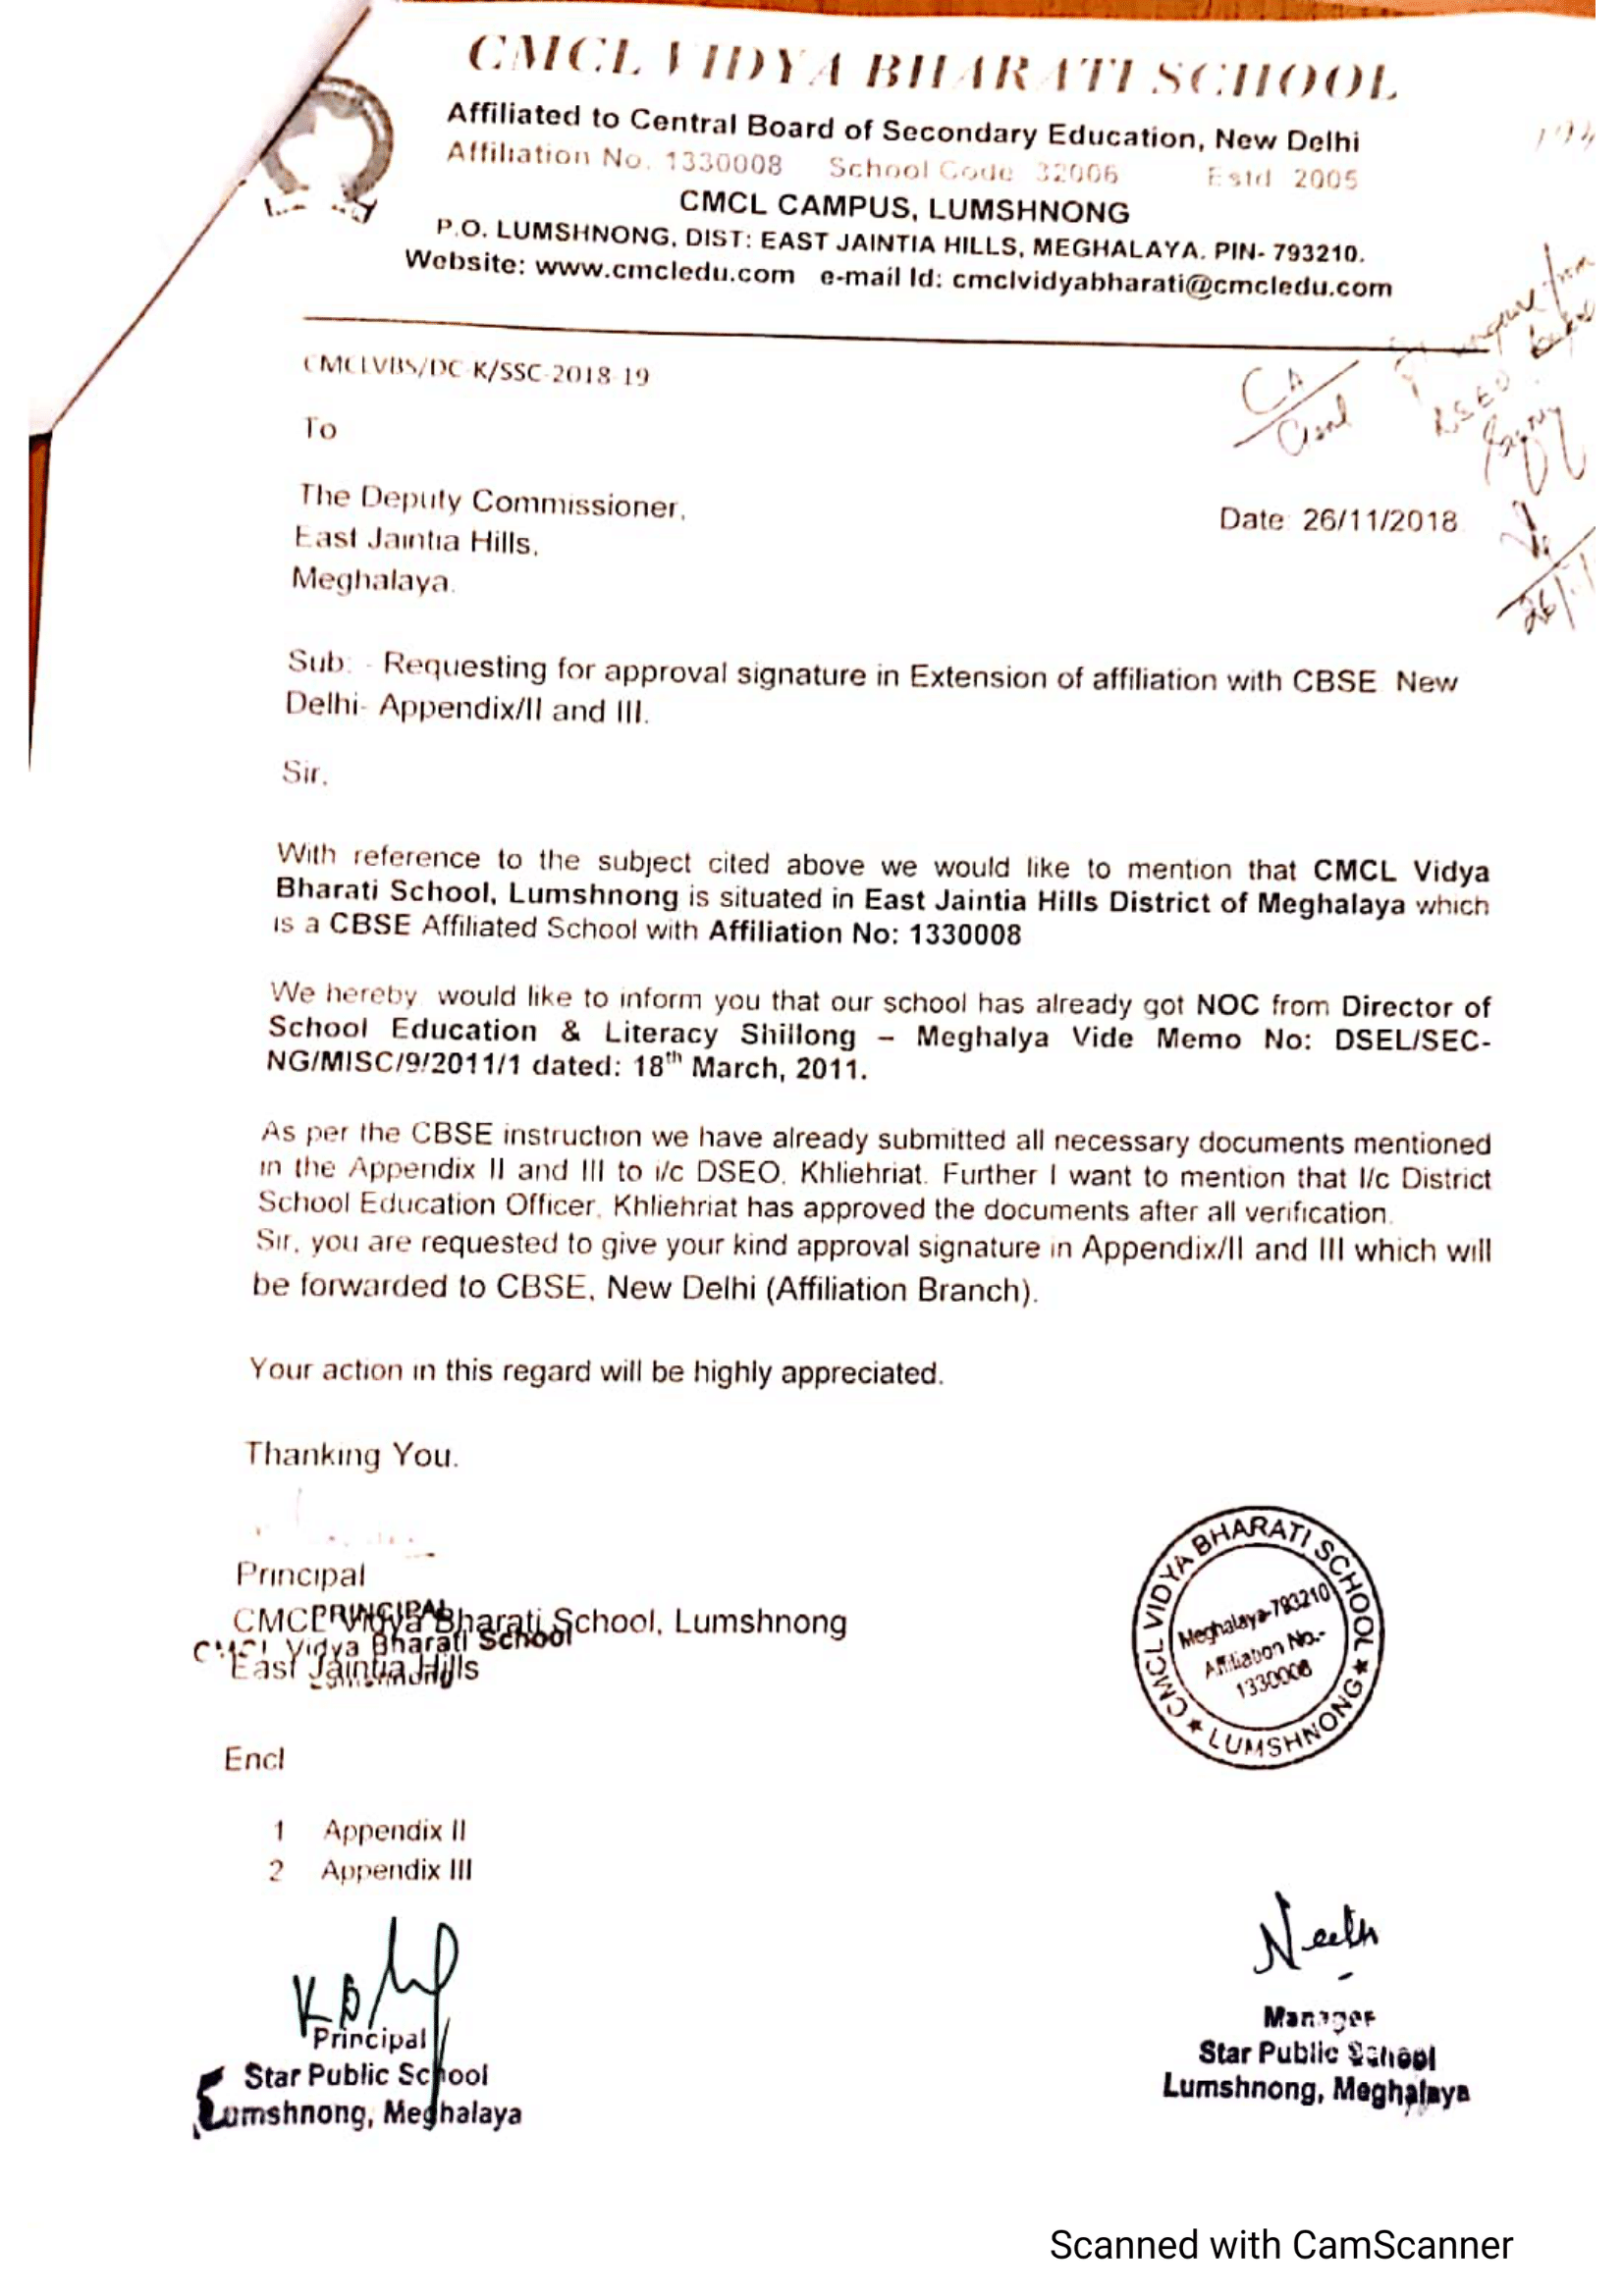 CMCL VIDYA BHARATI SCHOOL
Affiliated to Central Board of Secondary Education, New Delhi
Affiliation No. 1330008 School Code 32006 Estd 2005
CMCL CAMPUS, LUMSHNONG
P.O. LUMSHNONG, DIST: EAST JAINTIA HILLS, MEGHALAYA. PIN- 793210.
Website: www.cmcledu.com e-mail Id: cmclvidyabharati@cmcledu.com
CMCLVBS/DC-K/SSC-2018-19
To
CA
from
DSEO
The Deputy Commissioner,
Date: 26/11/2018
East Jaintia Hills,
Meghalaya.
26/11
Sub: - Requesting for approval signature in Extension of affiliation with CBSE New
Delhi- Appendix/II and III.
Sir,
With reference to the subject cited above we would like to mention that CMCL Vidya
Bharati School, Lumshnong is situated in East Jaintia Hills District of Meghalaya which
is a CBSE Affiliated School with Affiliation No: 1330008
We hereby would like to inform you that our school has already got NOC from Director of
School Education & Literacy Shillong – Meghalya Vide Memo No: DSEL/SEC-
NG/MISC/9/2011/1 dated: 18th March, 2011.
As per the CBSE instruction we have already submitted all necessary documents mentioned
in the Appendix II and III to i/c DSEO, Khliehriat. Further I want to mention that I/c District
School Education Officer, Khliehriat has approved the documents after all verification.
Sir, you are requested to give your kind approval signature in Appendix/II and III which will
be forwarded to CBSE, New Delhi (Affiliation Branch).
Your action in this regard will be highly appreciated.
Thanking You.
Principal
CMCL Vidya Bharati School, Lumshnong
East Jaintia Hills
PRINCIPAL
CMCL Vidya Bharati School
Lumshnong
CMCL VIDYA BHARATI SCHOOL
Meghalaya-793210
Affiliation No.-
1330008
★ LUMSHNONG ★
Encl
1 Appendix II
2 Appendix III
Neeth
Principal
Star Public School
Lumshnong, Meghalaya
Manager
Star Public School
Lumshnong, Meghalaya
Scanned with CamScanner